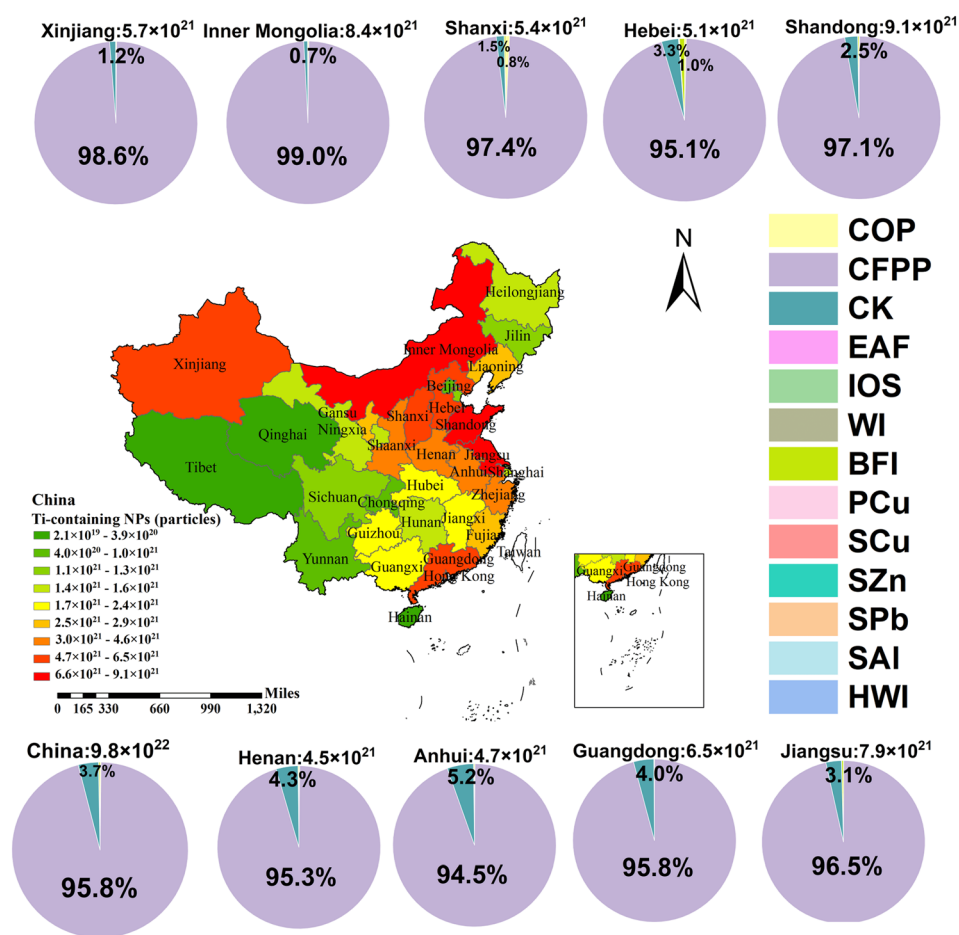 Xinjiang:5.7×10²¹
Inner Mongolia:8.4×10²¹
Shanxi:5.4×10²¹
Hebei:5.1×10²¹
Shandong:9.1×10²¹
1.2%
98.6%
0.7%
99.0%
1.5%
0.8%
97.4%
3.3%
1.0%
95.1%
2.5%
97.1%
N
COP
CFPP
CK
EAF
IOS
WI
BFI
PCu
SCu
SZn
SPb
SAl
HWI
Heilongjiang
Jilin
Inner Mongolia
Liaoning
Xinjiang
Beijing
Hebei
Gansu
Shanxi
Shandong
Ningxia
Qinghai
Shaanxi
Henan
Jiangsu
Tibet
Anhui
Shanghai
Hubei
Zhejiang
Sichuan
Chongqing
Hunan
Jiangxi
Guizhou
Fujian
Yunnan
Guangxi
Guangdong
Taiwan
Hong Kong
Hainan
Guangxi
Guangdong
Hong Kong
Hainan
China
Ti-containing NPs (particles)
2.1×10¹⁹ - 3.9×10²⁰
4.0×10²⁰ - 1.0×10²¹
1.1×10²¹ - 1.3×10²¹
1.4×10²¹ - 1.6×10²¹
1.7×10²¹ - 2.4×10²¹
2.5×10²¹ - 2.9×10²¹
3.0×10²¹ - 4.6×10²¹
4.7×10²¹ - 6.5×10²¹
6.6×10²¹ - 9.1×10²¹
Miles
0 165 330 660 990 1,320
China:9.8×10²²
Henan:4.5×10²¹
Anhui:4.7×10²¹
Guangdong:6.5×10²¹
Jiangsu:7.9×10²¹
3.7%
95.8%
4.3%
95.3%
5.2%
94.5%
4.0%
95.8%
3.1%
96.5%